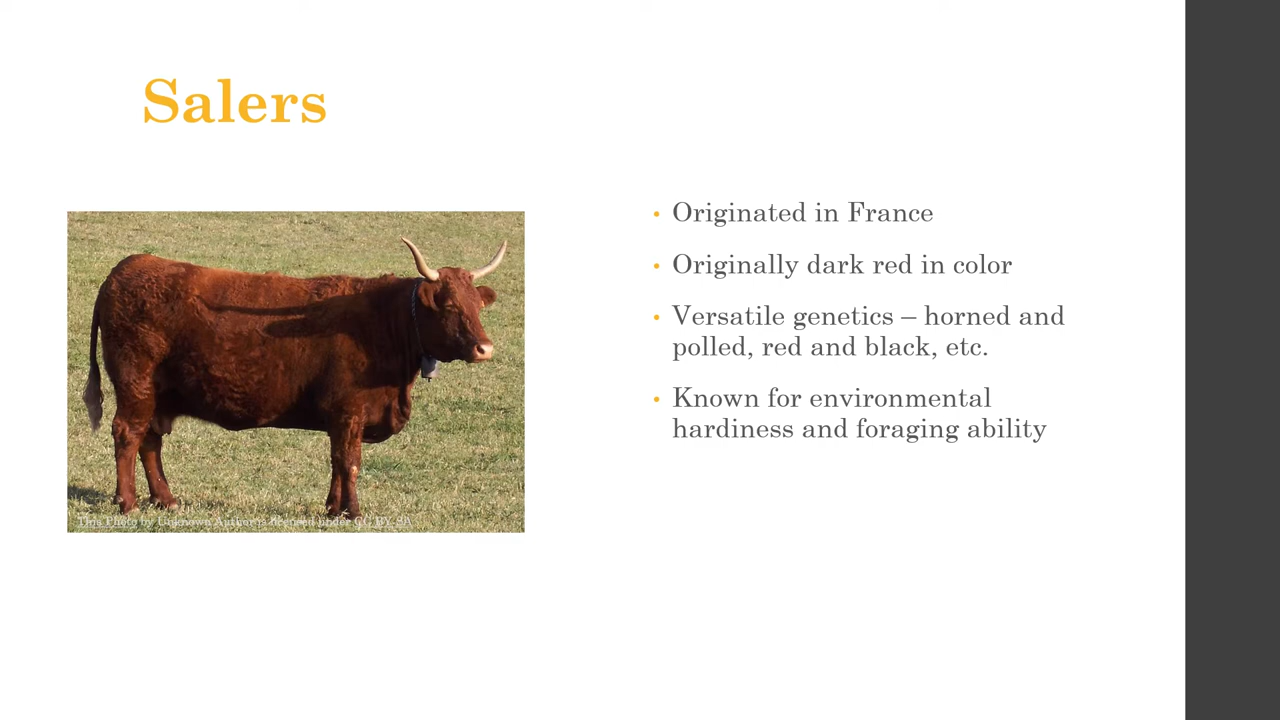 Salers
• Originated in France
• Originally dark red in color
• Versatile genetics – horned and
polled, red and black, etc.
• Known for environmental
hardiness and foraging ability
This Photo by Unknown Author is licensed under CC BY-SA